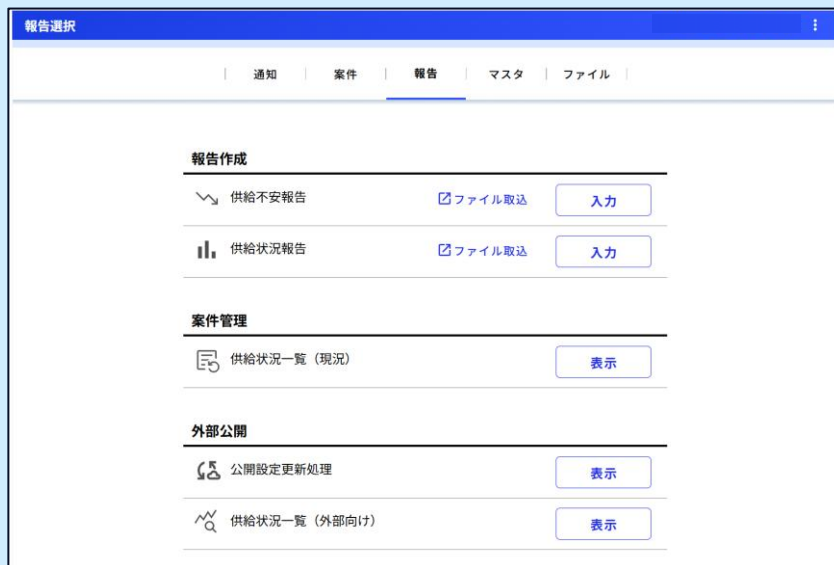 報告選択
通知 案件 報告 マスタ ファイル
報告作成
供給不安報告 ファイル取込 入力
供給状況報告 ファイル取込 入力
案件管理
供給状況一覧（現況） 表示
外部公開
公開設定更新処理 表示
供給状況一覧（外部向け） 表示